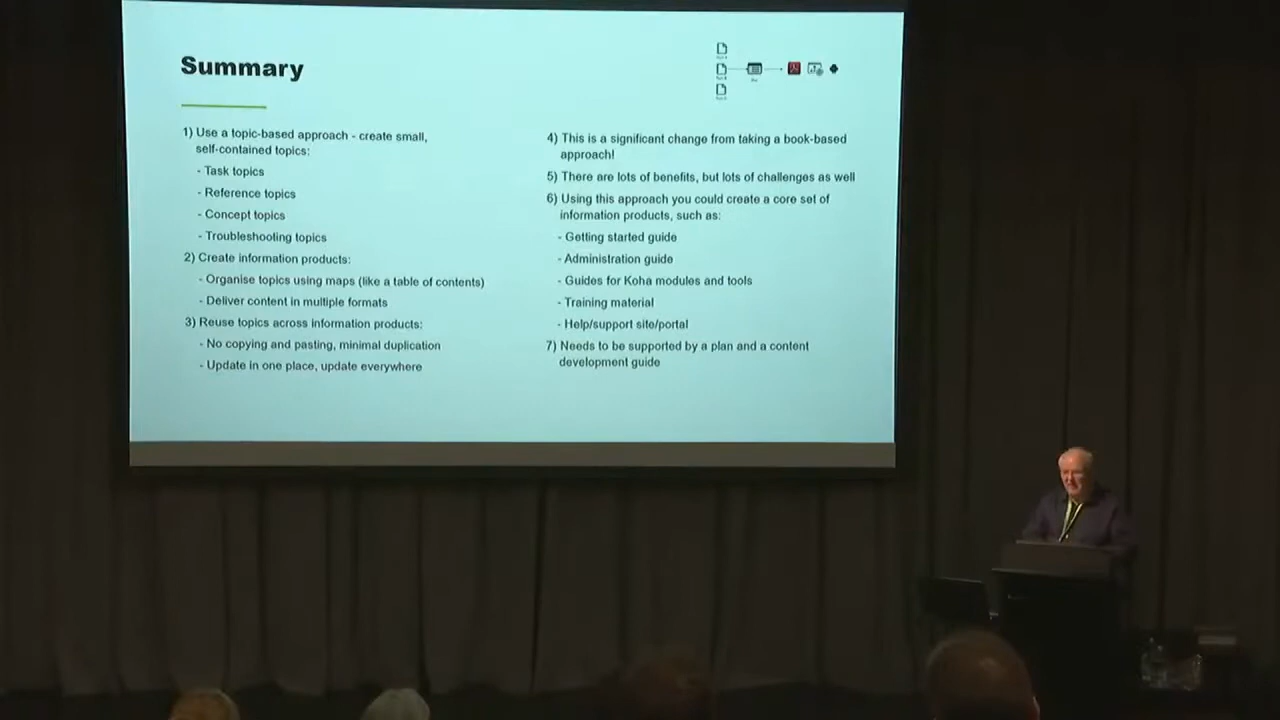 Summary
1) Use a topic-based approach - create small,
self-contained topics:
- Task topics
- Reference topics
- Concept topics
- Troubleshooting topics
2) Create information products:
- Organise topics using maps (like a table of contents)
- Deliver content in multiple formats
3) Reuse topics across information products:
- No copying and pasting, minimal duplication
- Update in one place, update everywhere
4) This is a significant change from taking a book-based
approach!
5) There are lots of benefits, but lots of challenges as well
6) Using this approach you could create a core set of
information products, such as:
- Getting started guide
- Administration guide
- Guides for Koha modules and tools
- Training material
- Help/support site/portal
7) Needs to be supported by a plan and a content
development guide